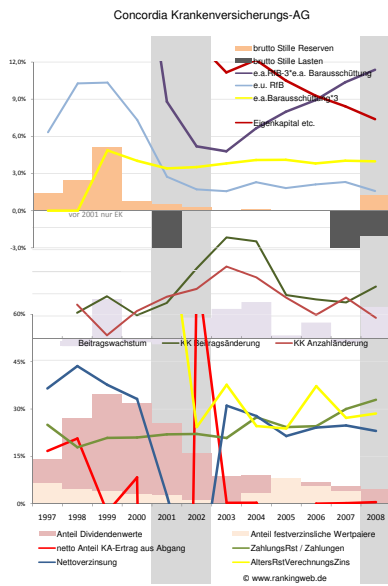 Concordia Krankenversicherungs-AG
brutto Stille Reserven
brutto Stille Lasten
e.a.RfB-3*e.a. Barausschüttung
e.u. RfB
e.a.Barausschüttung*3
Eigenkapital etc.
12,0%
9,0%
6,0%
3,0%
0,0%
vor 2001 nur EK
-3,0%
60%
Beitragswachstum
KK Beitragsänderung
KK Anzahländerung
45%
30%
15%
0%
1997 1998 1999 2000 2001 2002 2003 2004 2005 2006 2007 2008
Anteil Dividendenwerte
Anteil festverzinsliche Wertpaiere
netto Anteil KA-Ertrag aus Abgang
ZahlungsRst / Zahlungen
Nettoverzinsung
AltersRstVerechnungsZins
© www.rankingweb.de